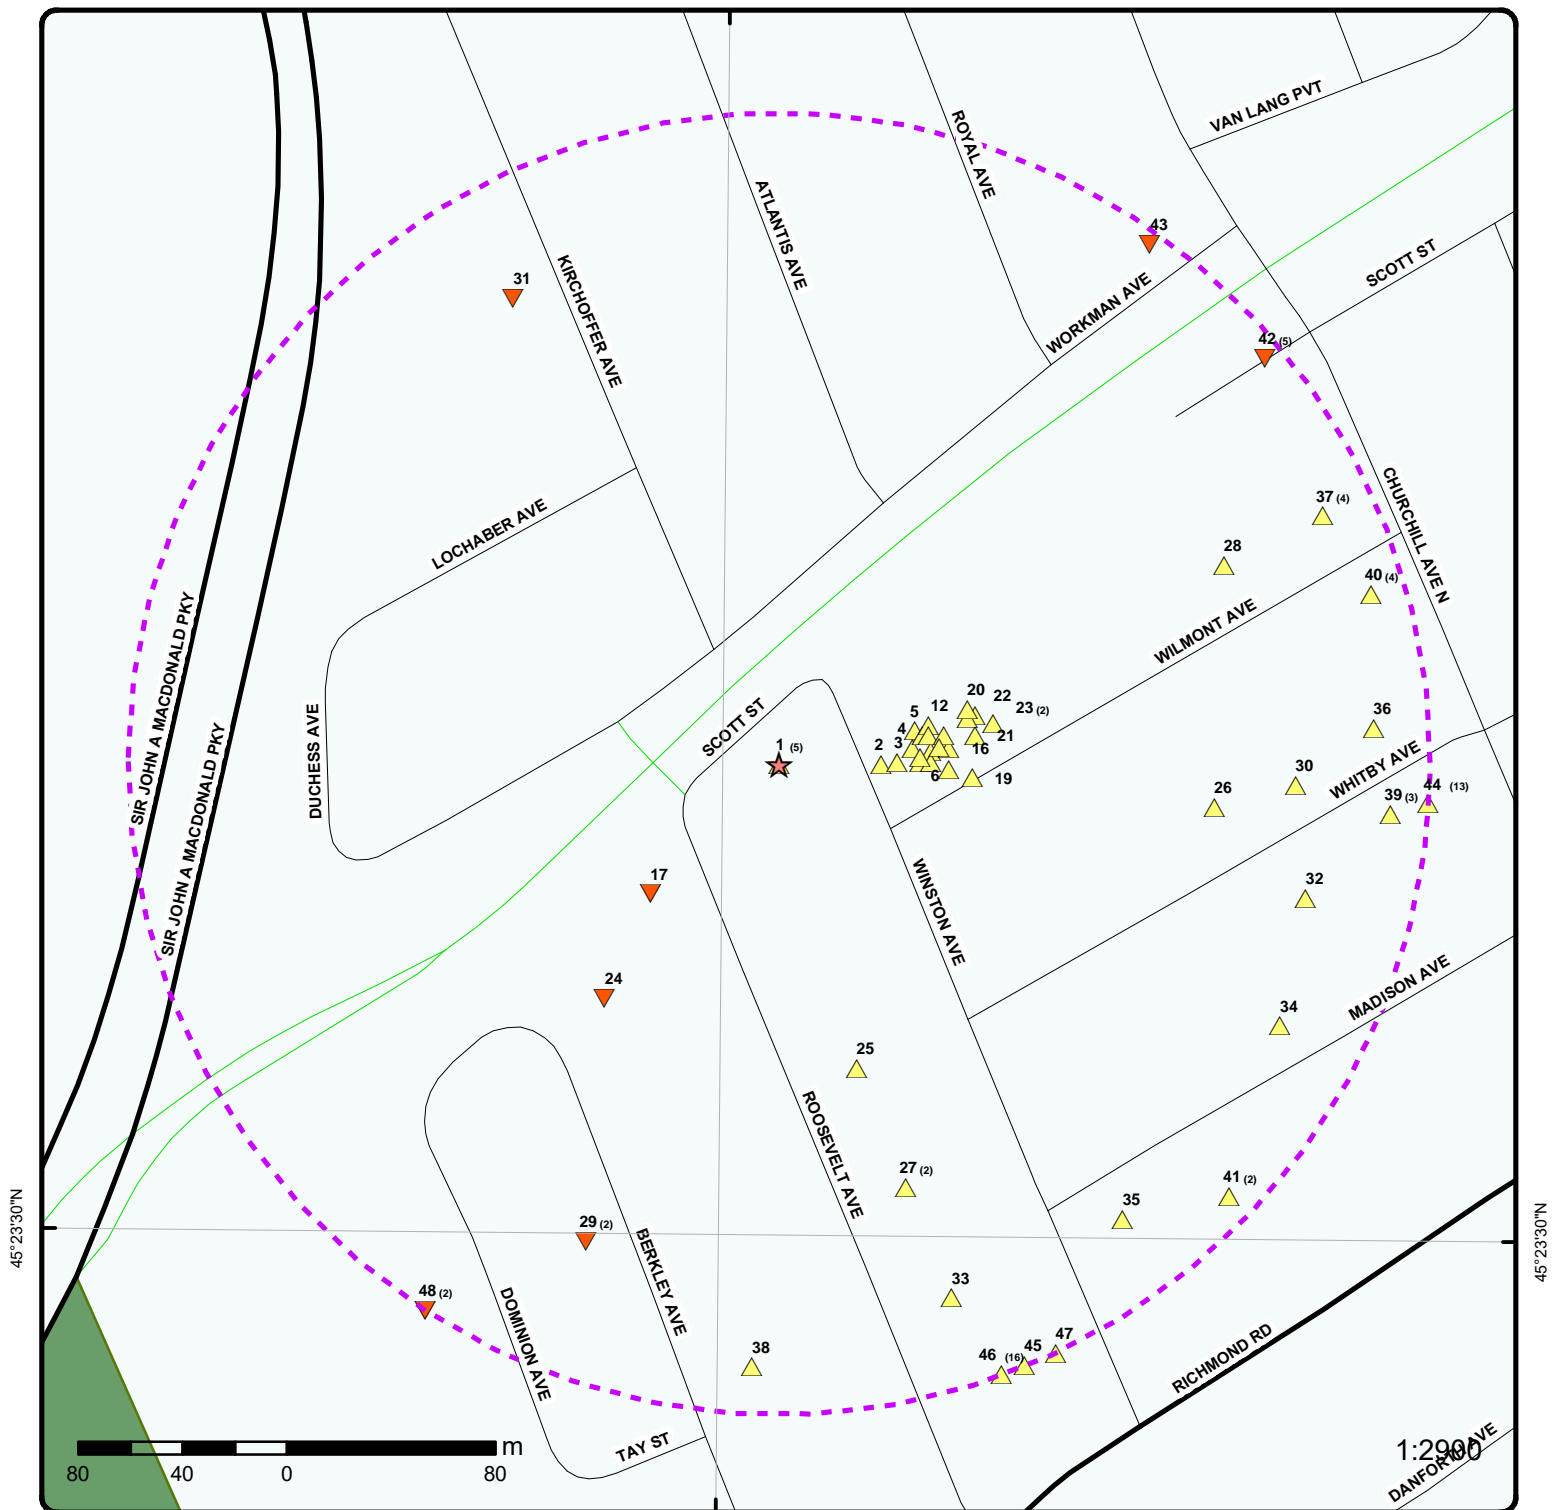 VAN LANG PVT
ROYAL AVE
ATLANTIS AVE
43
SCOTT ST
KIRCHOFFER AVE
31
WORKMAN AVE
42 (5)
CHURCHILL AVE N
37 (4)
LOCHABER AVE
28
40 (4)
WILMONT AVE
SIR JOHN A MACDONALD PKY
SIR JOHN A MACDONALD PKY
DUCHESS AVE
SCOTT ST
20
22
23 (2)
5
12
4
21
36
1 (5)
2
3
16
6
19
WHITBY AVE
30
26
44 (13)
39 (3)
17
WINSTON AVE
32
24
MADISON AVE
34
25
ROOSEVELT AVE
27 (2)
41 (2)
35
45°23'30"N
45°23'30"N
29 (2)
BERKLEY AVE
33
48 (2)
DOMINION AVE
38
46 (16)
45
47
RICHMOND RD
TAY ST
m
80
40
0
80
1:2900
DANFORTH AVE